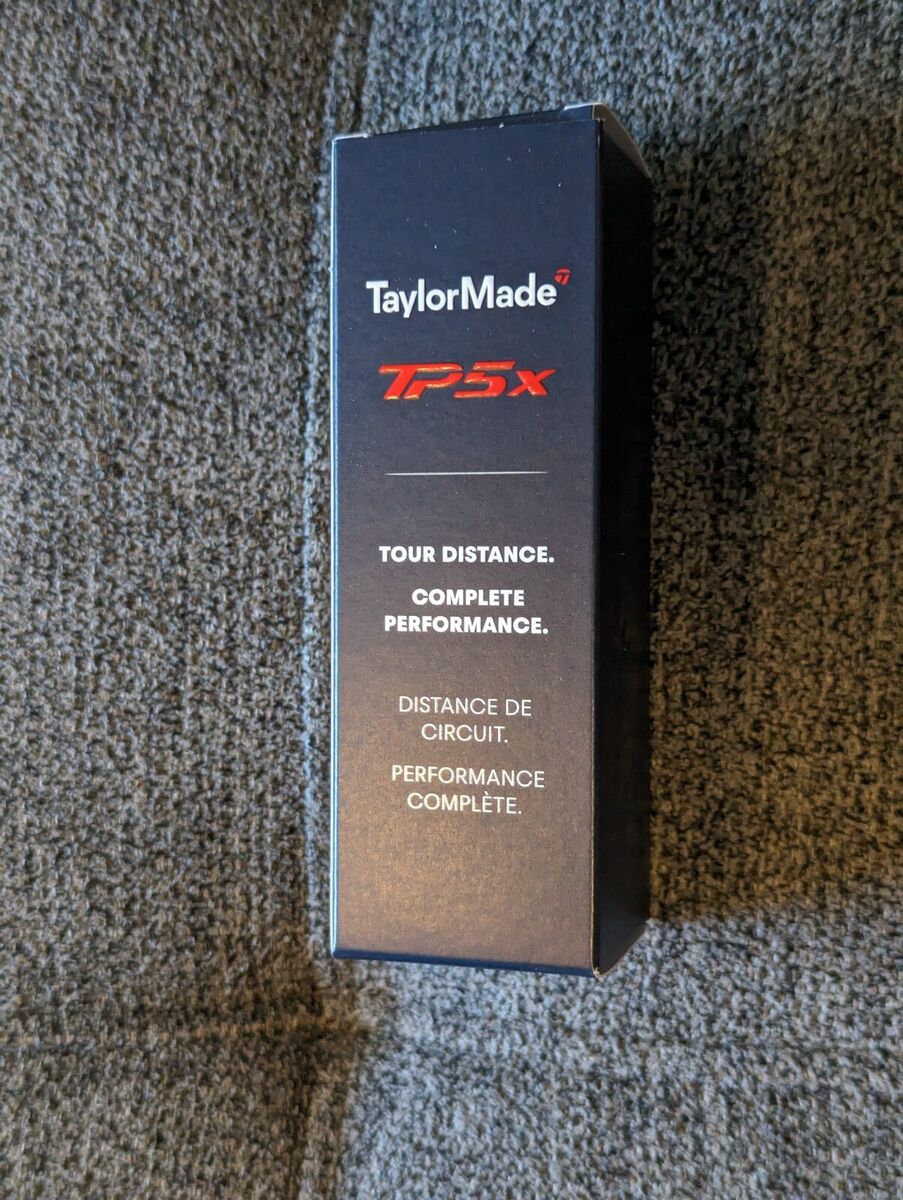 TaylorMade
TP5x
TOUR DISTANCE.
COMPLETE
PERFORMANCE.
DISTANCE DE
CIRCUIT.
PERFORMANCE
COMPLÈTE.